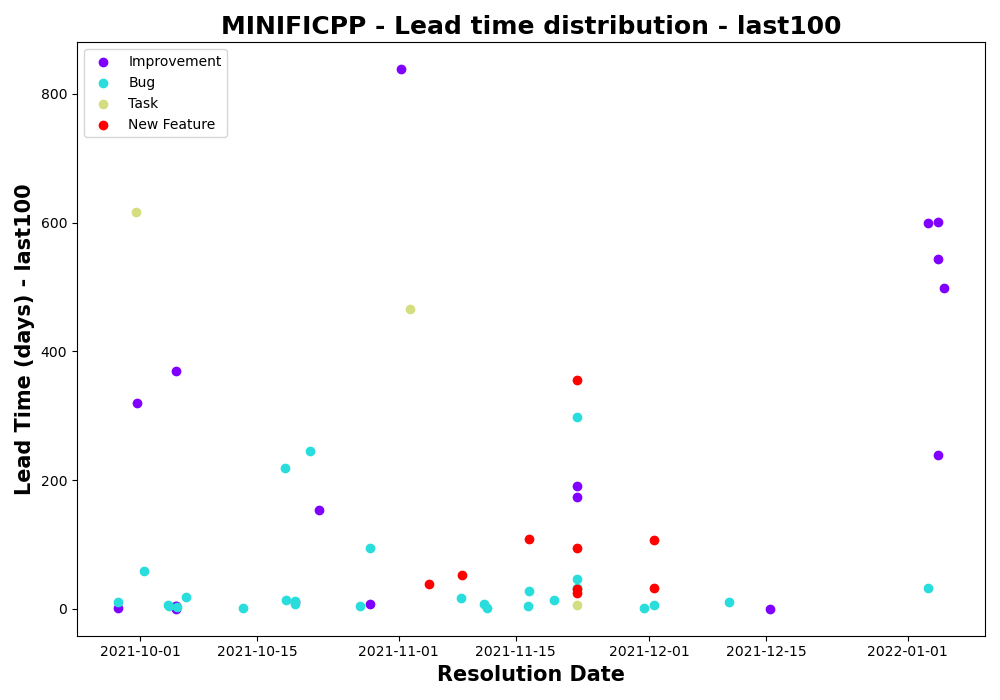 MINIFICPP - Lead time distribution - last100
Improvement
Bug
Task
New Feature
Lead Time (days) - last100
800
600
400
200
0
2021-10-01 2021-10-15 2021-11-01 2021-11-15 2021-12-01 2021-12-15 2022-01-01
Resolution Date